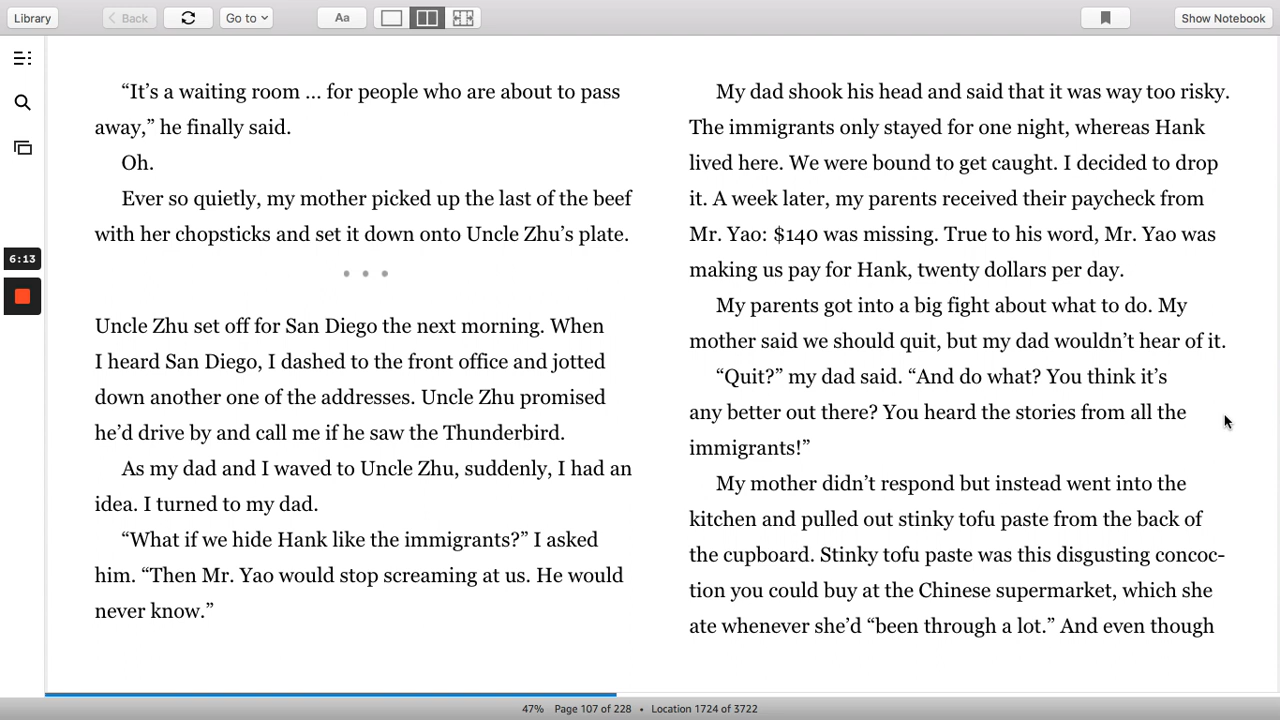 Library
Back
Go to
Aa
Show Notebook
“It’s a waiting room ... for people who are about to pass
away,” he finally said.
Oh.
Ever so quietly, my mother picked up the last of the beef
with her chopsticks and set it down onto Uncle Zhu’s plate.
• • •
Uncle Zhu set off for San Diego the next morning. When
I heard San Diego, I dashed to the front office and jotted
down another one of the addresses. Uncle Zhu promised
he’d drive by and call me if he saw the Thunderbird.
As my dad and I waved to Uncle Zhu, suddenly, I had an
idea. I turned to my dad.
“What if we hide Hank like the immigrants?” I asked
him. “Then Mr. Yao would stop screaming at us. He would
never know.”
My dad shook his head and said that it was way too risky.
The immigrants only stayed for one night, whereas Hank
lived here. We were bound to get caught. I decided to drop
it. A week later, my parents received their paycheck from
Mr. Yao: $140 was missing. True to his word, Mr. Yao was
making us pay for Hank, twenty dollars per day.
My parents got into a big fight about what to do. My
mother said we should quit, but my dad wouldn’t hear of it.
“Quit?” my dad said. “And do what? You think it’s
any better out there? You heard the stories from all the
immigrants!”
My mother didn’t respond but instead went into the
kitchen and pulled out stinky tofu paste from the back of
the cupboard. Stinky tofu paste was this disgusting concoc-
tion you could buy at the Chinese supermarket, which she
ate whenever she’d “been through a lot.” And even though
6:13
47% Page 107 of 228 • Location 1724 of 3722